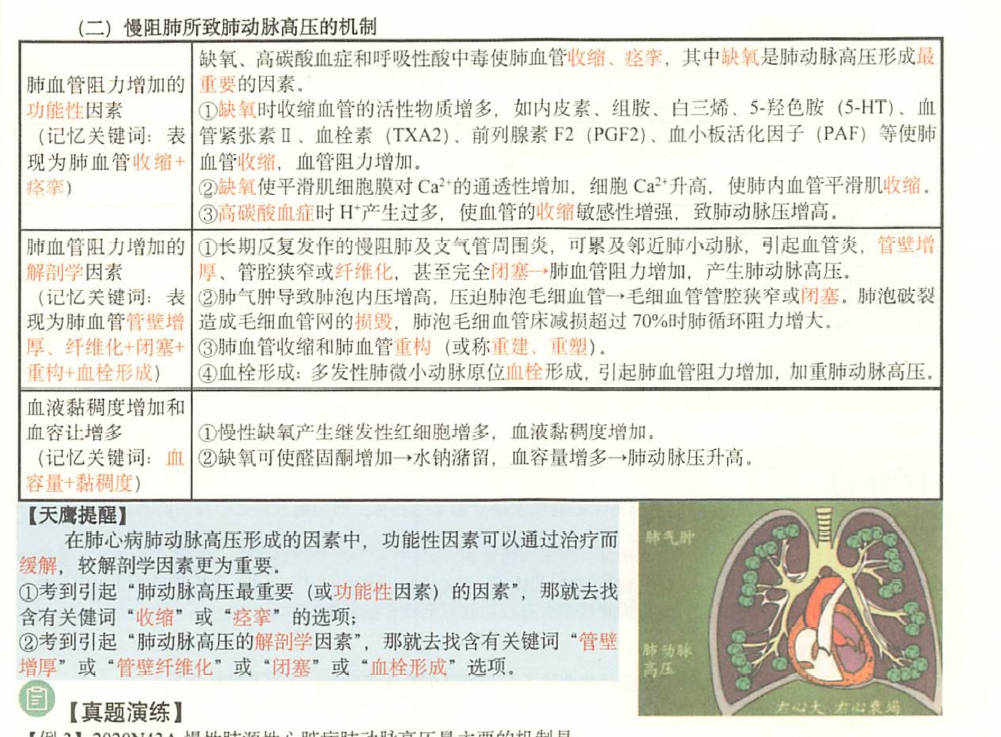 （二）慢阻肺所致肺动脉高压的机制
肺血管阻力增加的
功能性因素
（记忆关键词：表
现为肺血管收缩+
痉挛）
缺氧、高碳酸血症和呼吸性酸中毒使肺血管收缩、痉挛，其中缺氧是肺动脉高压形成最
重要的因素。
①缺氧时收缩血管的活性物质增多，如内皮素、组胺、白三烯、5-羟色胺（5-HT）、血
管紧张素Ⅱ、血栓素（TXA2）、前列腺素 F2（PGF2）、血小板活化因子（PAF）等使肺
血管收缩，血管阻力增加。
②缺氧使平滑肌细胞膜对 Ca²⁺的通透性增加，细胞 Ca²⁺升高，使肺内血管平滑肌收缩。
③高碳酸血症时 H⁺产生过多，使血管的收缩敏感性增强，致肺动脉压增高。
肺血管阻力增加的
解剖学因素
（记忆关键词：表
现为肺血管管壁增
厚、纤维化+闭塞+
重构+血栓形成）
①长期反复发作的慢阻肺及支气管周围炎，可累及邻近肺小动脉，引起血管炎，管壁增
厚、管腔狭窄或纤维化，甚至完全闭塞→肺血管阻力增加，产生肺动脉高压。
②肺气肿导致肺泡内压增高，压迫肺泡毛细血管→毛细血管管腔狭窄或闭塞。肺泡破裂
造成毛细血管网的损毁，肺泡毛细血管床减损超过 70%时肺循环阻力增大。
③肺血管收缩和肺血管重构（或称重建、重塑）。
④血栓形成：多发性肺微小动脉原位血栓形成，引起肺血管阻力增加，加重肺动脉高压。
血液黏稠度增加和
血容让增多
（记忆关键词：血
容量+黏稠度）
①慢性缺氧产生继发性红细胞增多，血液黏稠度增加。
②缺氧可使醛固酮增加→水钠潴留，血容量增多→肺动脉压升高。
【天鹰提醒】
在肺心病肺动脉高压形成的因素中，功能性因素可以通过治疗而
缓解，较解剖学因素更为重要。
①考到引起“肺动脉高压最重要（或功能性因素）的因素”，那就去找
含有关健词“收缩”或“痉挛”的选项；
②考到引起“肺动脉高压的解剖学因素”，那就去找含有关键词“管壁
增厚”或“管壁纤维化”或“闭塞”或“血栓形成”选项。
肺气肿
肺动脉
高压
右心大 右心衰竭
【真题演练】
【例 3】2020N43A 慢性肺源性心脏病肺动脉高压最主要的机制是